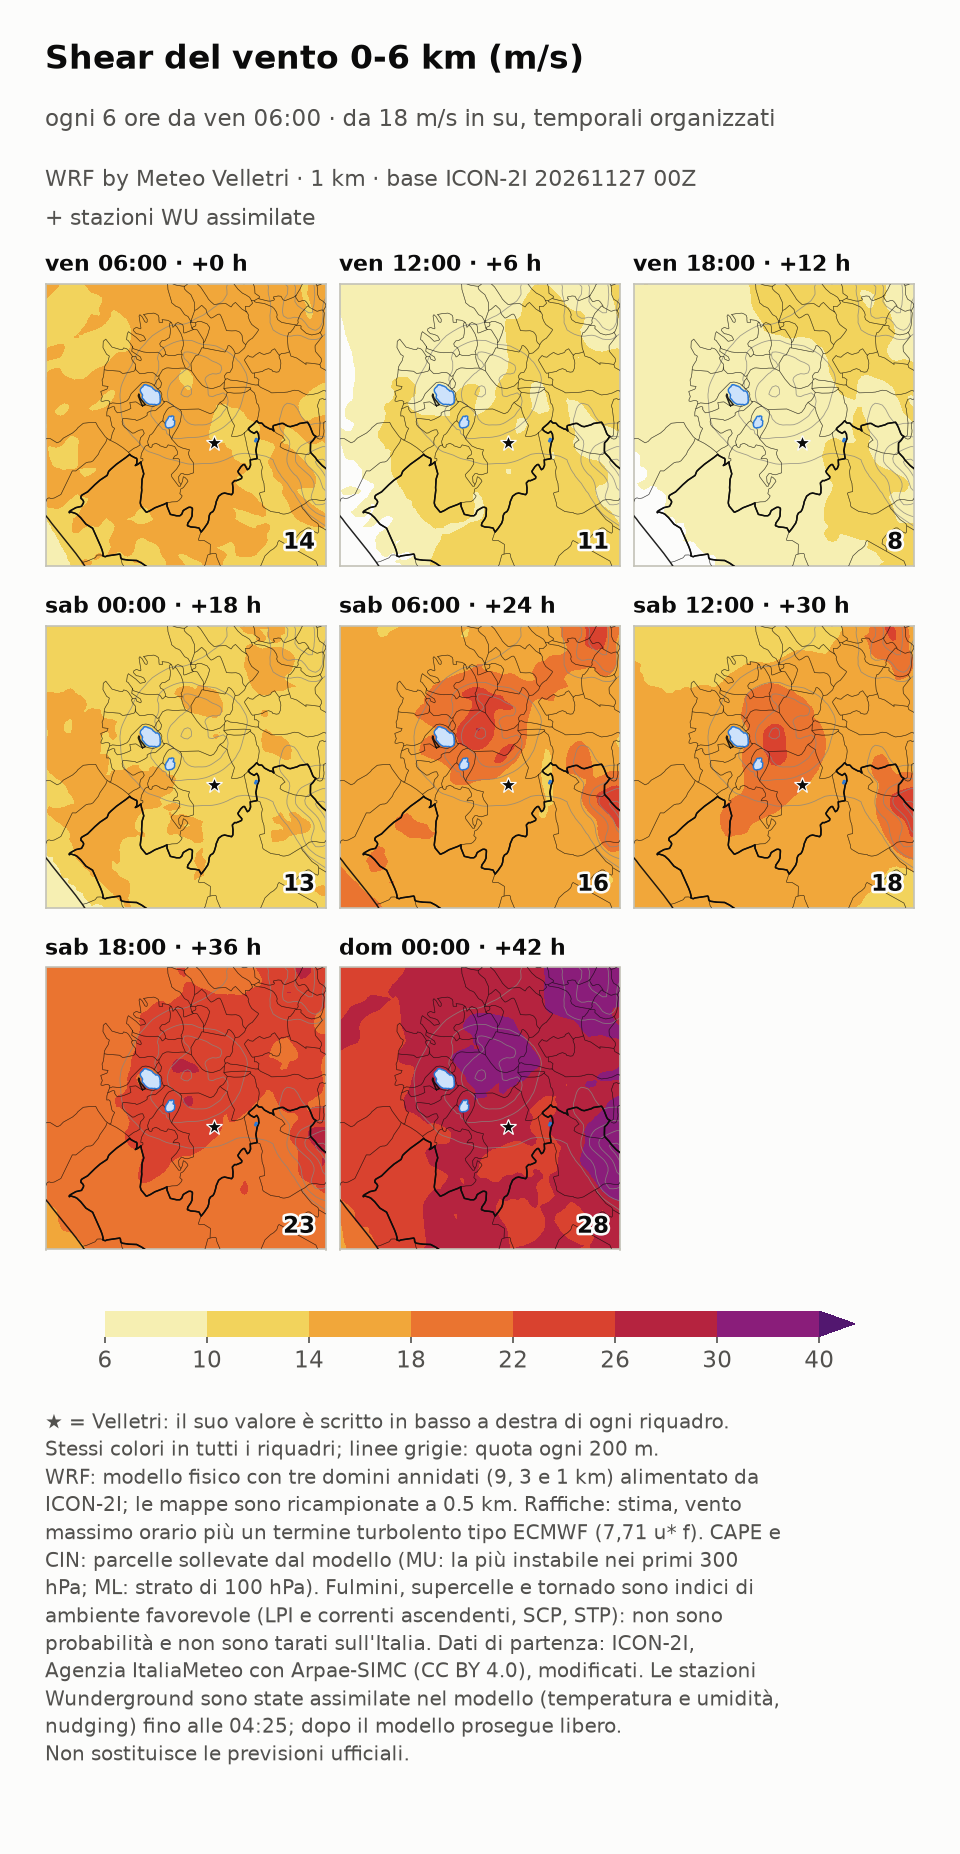 Shear del vento 0-6 km (m/s)
ogni 6 ore da ven 06:00 · da 18 m/s in su, temporali organizzati
WRF by Meteo Velletri · 1 km · base ICON-2I 20261127 00Z
+ stazioni WU assimilate
ven 06:00 · +0 h
ven 12:00 · +6 h
ven 18:00 · +12 h
14
11
8
sab 00:00 · +18 h
sab 06:00 · +24 h
sab 12:00 · +30 h
13
16
18
sab 18:00 · +36 h
dom 00:00 · +42 h
23
28
6 10 14 18 22 26 30 40
★ = Velletri: il suo valore è scritto in basso a destra di ogni riquadro.
Stessi colori in tutti i riquadri; linee grigie: quota ogni 200 m.
WRF: modello fisico con tre domini annidati (9, 3 e 1 km) alimentato da
ICON-2I; le mappe sono ricampionate a 0.5 km. Raffiche: stima, vento
massimo orario più un termine turbolento tipo ECMWF (7,71 u* f). CAPE e
CIN: parcelle sollevate dal modello (MU: la più instabile nei primi 300
hPa; ML: strato di 100 hPa). Fulmini, supercelle e tornado sono indici di
ambiente favorevole (LPI e correnti ascendenti, SCP, STP): non sono
probabilità e non sono tarati sull'Italia. Dati di partenza: ICON-2I,
Agenzia ItaliaMeteo con Arpae-SIMC (CC BY 4.0), modificati. Le stazioni
Wunderground sono state assimilate nel modello (temperatura e umidità,
nudging) fino alle 04:25; dopo il modello prosegue libero.
Non sostituisce le previsioni ufficiali.